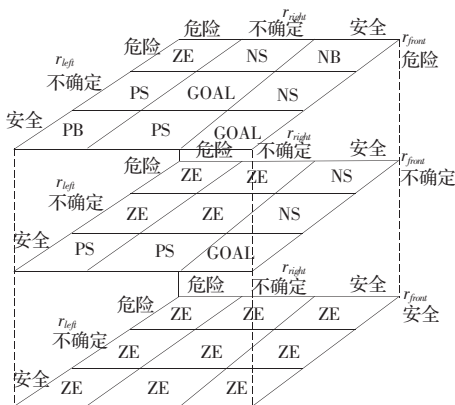 危险 r_right 不确定 安全
危险 r_front 危险
ZE NS NB
r_left 不确定
PS GOAL NS
安全
PB PS GOAL
危险 r_right 不确定 安全
危险 r_front 不确定
ZE ZE NS
r_left 不确定
ZE ZE NS
安全
PS PS GOAL
危险 r_right 不确定 安全
危险 r_front 安全
ZE ZE ZE
r_left 不确定
ZE ZE ZE
安全
ZE ZE ZE